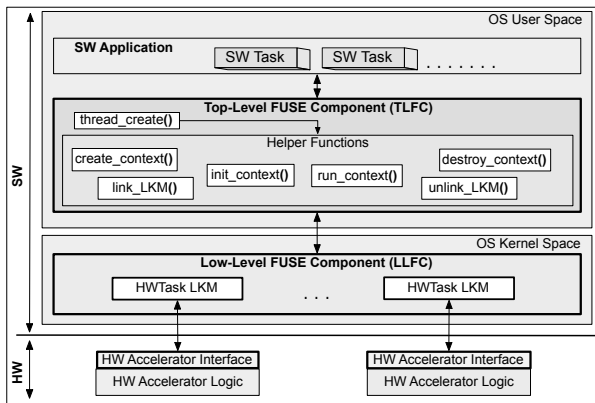 OS User Space
SW Application
SW Task
SW Task
. . . . . . .
Top-Level FUSE Component (TLFC)
thread_create()
Helper Functions
create_context()
destroy_context()
init_context()
run_context()
link_LKM()
unlink_LKM()
SW
OS Kernel Space
Low-Level FUSE Component (LLFC)
HWTask LKM
. . .
HWTask LKM
HW
HW Accelerator Interface
HW Accelerator Interface
HW Accelerator Logic
HW Accelerator Logic